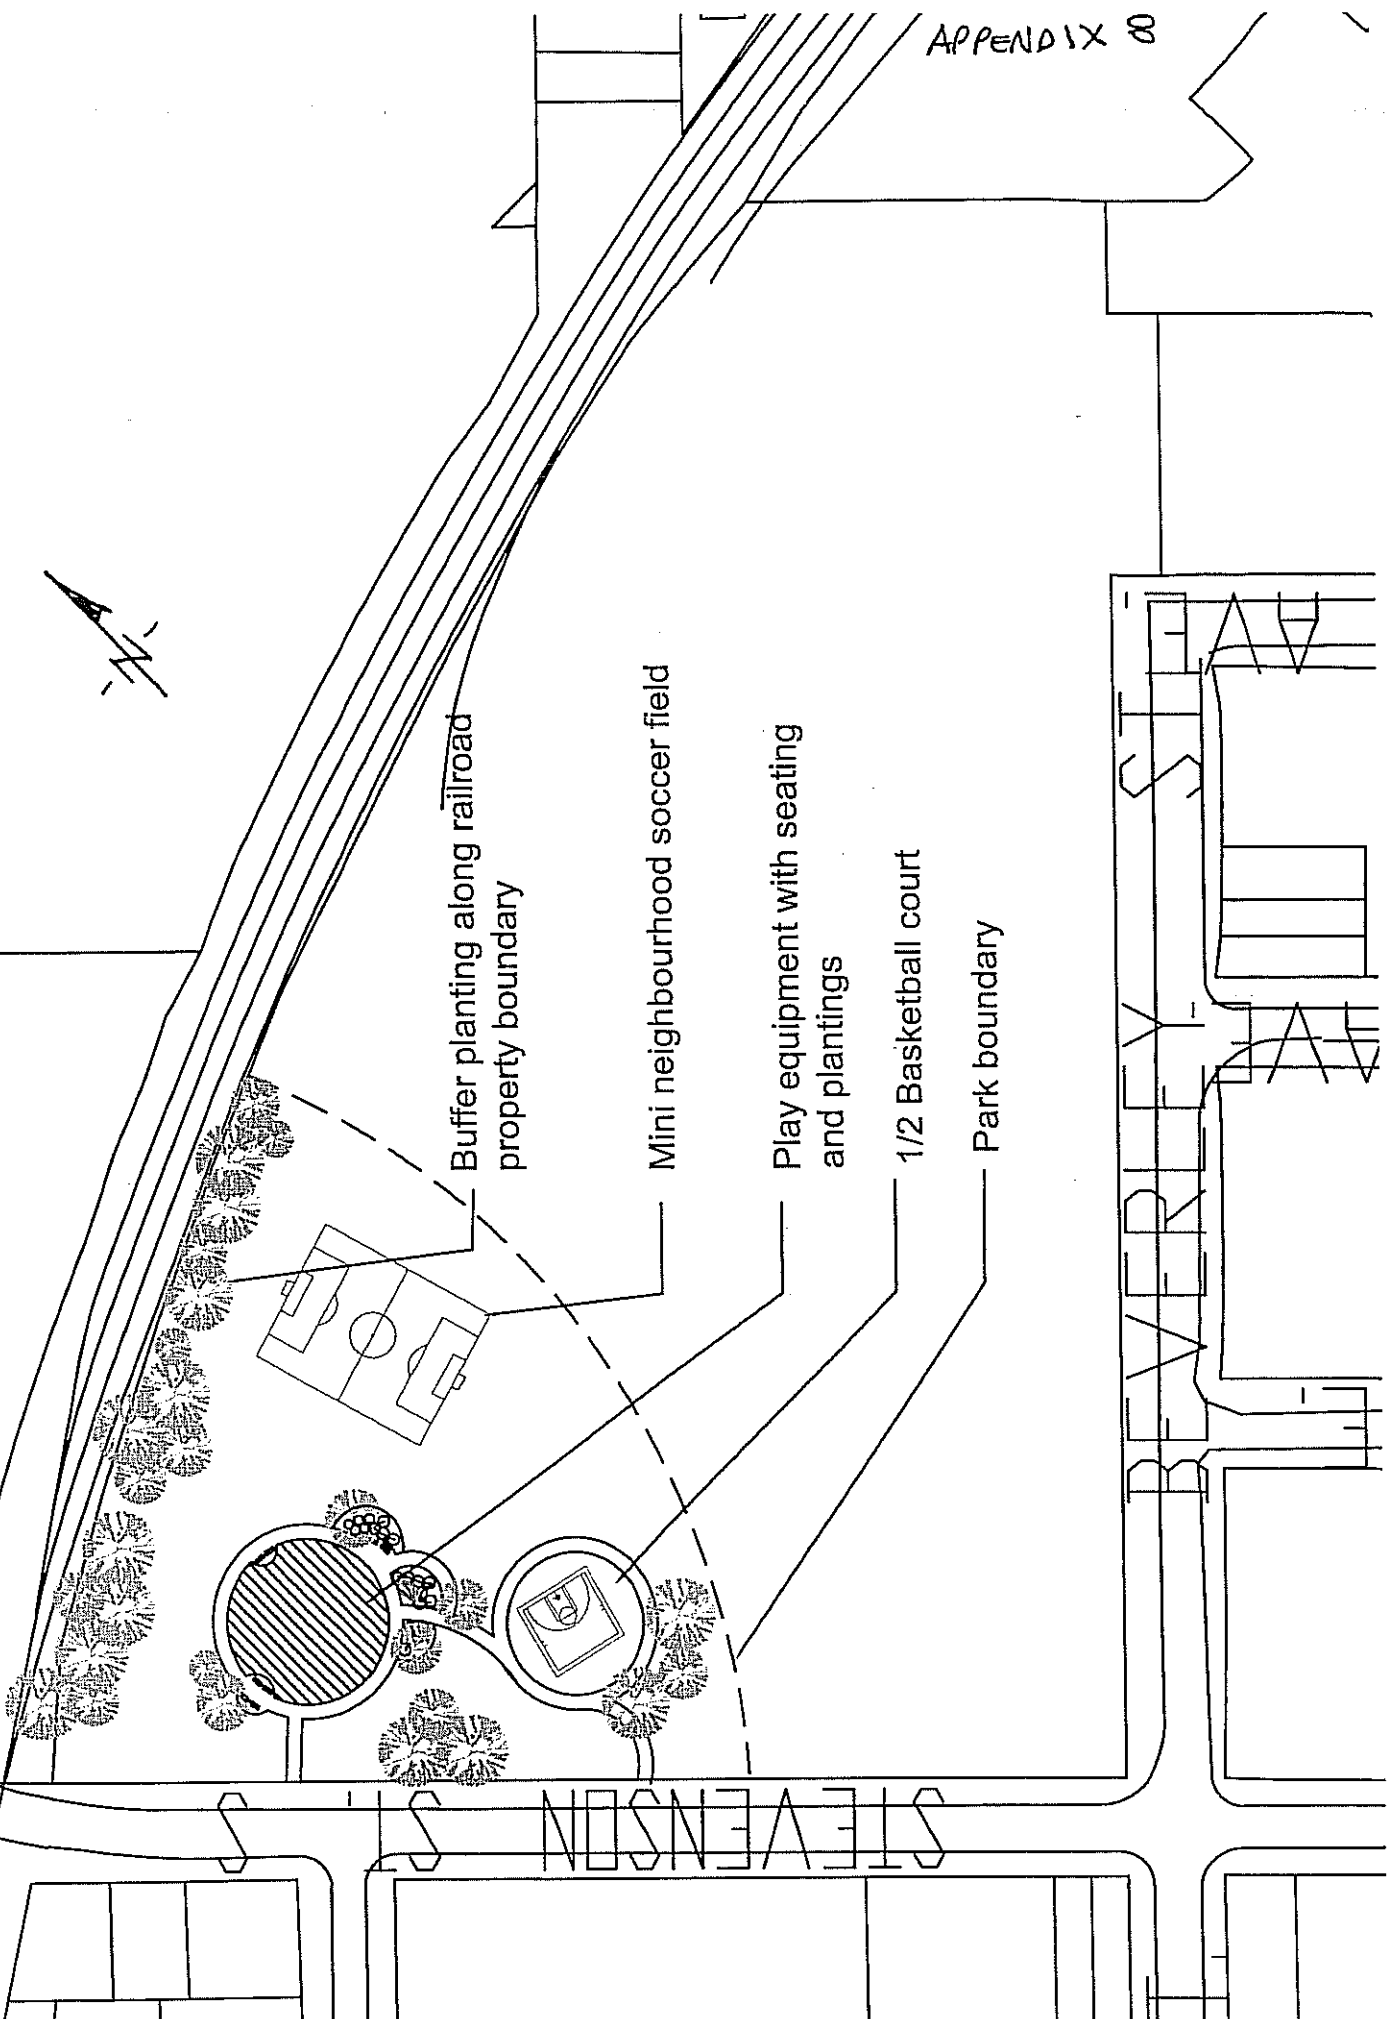 APPENDIX 8
N
Buffer planting along railroad
property boundary
Mini neighbourhood soccer field
Play equipment with seating
and plantings
1/2 Basketball court
Park boundary
STEVENSON ST. S
BEVERLEY ST.